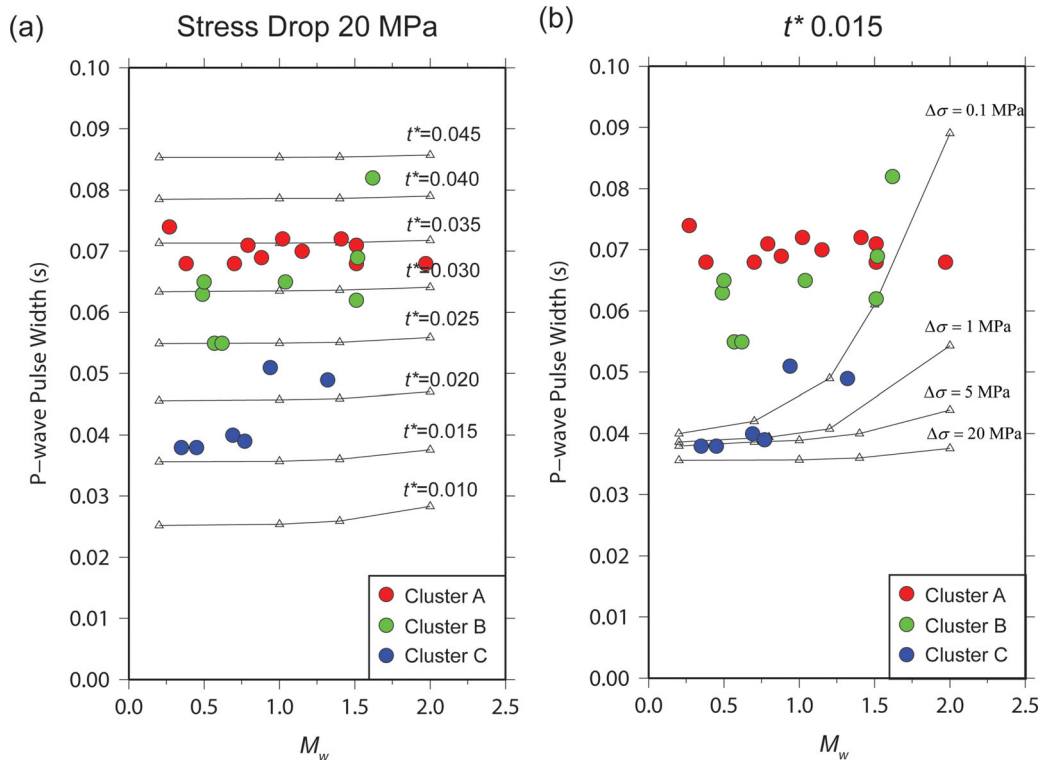 (a)
Stress Drop 20 MPa
P-wave Pulse Width (s)
0.10
0.09
0.08
0.07
0.06
0.05
0.04
0.03
0.02
0.01
0.00
t*=0.045
t*=0.040
t*=0.035
t*=0.030
t*=0.025
t*=0.020
t*=0.015
t*=0.010
Cluster A
Cluster B
Cluster C
0.0 0.5 1.0 1.5 2.0 2.5
Mw
(b)
t* 0.015
P-wave Pulse Width (s)
0.10
0.09
0.08
0.07
0.06
0.05
0.04
0.03
0.02
0.01
0.00
Δσ = 0.1 MPa
Δσ = 1 MPa
Δσ = 5 MPa
Δσ = 20 MPa
Cluster A
Cluster B
Cluster C
0.0 0.5 1.0 1.5 2.0 2.5
Mw